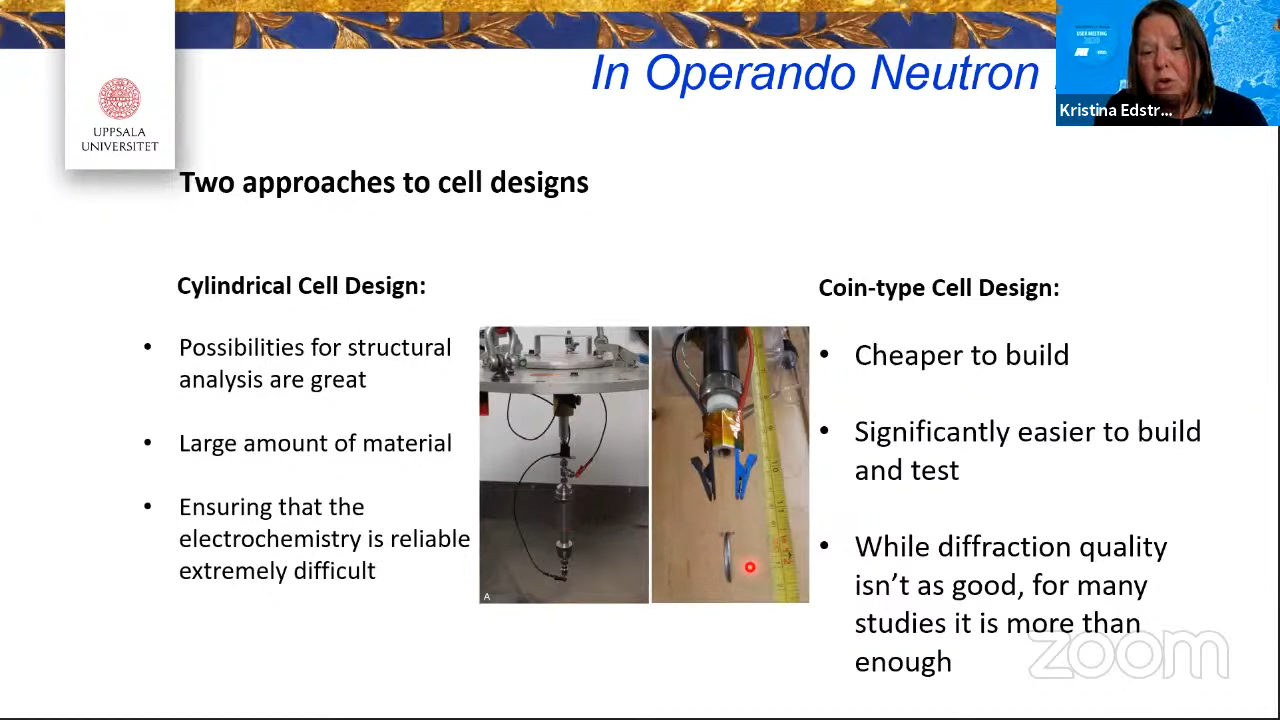 USER MEETING
In Operando Neutron
Kristina Edstr...
UPPSALA
UNIVERSITET
Two approaches to cell designs
Cylindrical Cell Design:
• Possibilities for structural
analysis are great
• Large amount of material
• Ensuring that the
electrochemistry is reliable
extremely difficult
A
Coin-type Cell Design:
• Cheaper to build
• Significantly easier to build
and test
• While diffraction quality
isn't as good, for many
studies it is more than
enough
zoom